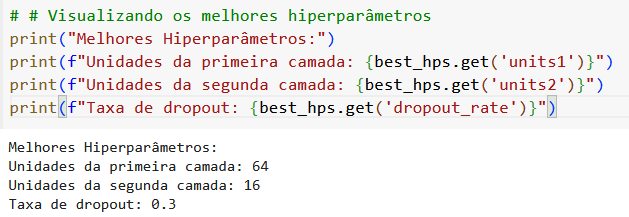 # # Visualizando os melhores hiperparâmetros
print("Melhores Hiperparâmetros:")
print(f"Unidades da primeira camada: {best_hps.get('units1')}")
print(f"Unidades da segunda camada: {best_hps.get('units2')}")
print(f"Taxa de dropout: {best_hps.get('dropout_rate')}")
Melhores Hiperparâmetros:
Unidades da primeira camada: 64
Unidades da segunda camada: 16
Taxa de dropout: 0.3